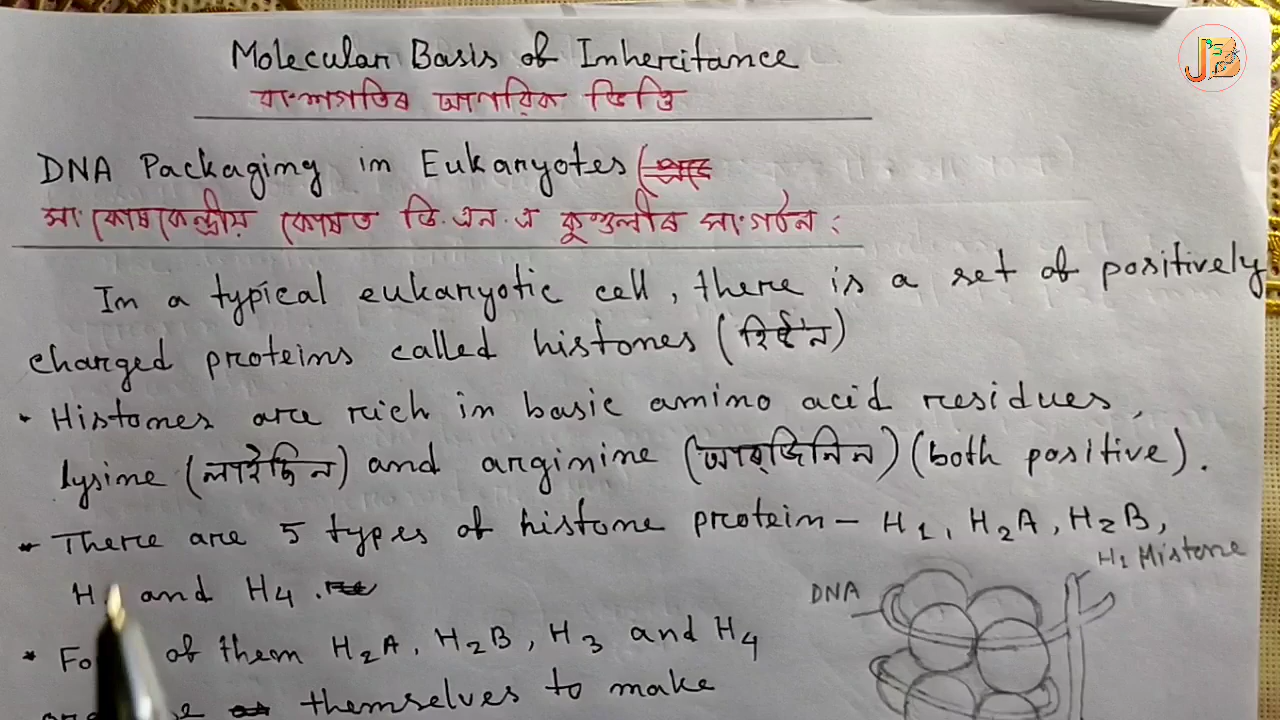 Molecular Basis of Inheritance
বংশগতিৰ আণৱিক ভিত্তি
DNA Packaging in Eukaryotes (
সংকোষকেন্দ্ৰীয় কোষত ডি.এন.এ কুণ্ডলীৰ সংগঠন:
In a typical eukaryotic cell, there is a set of positively
charged proteins called histones (হিষ্টন)
• Histones are rich in basic amino acid residues,
lysine (লাইজিন) and arginine (আৰ্জিনিন) (both positive).
* There are 5 types of histone protein - H1, H2A, H2B,
and H4.
* of them H2A, H2B, H3 and H4
themselves to make
DNA
H1 Histone